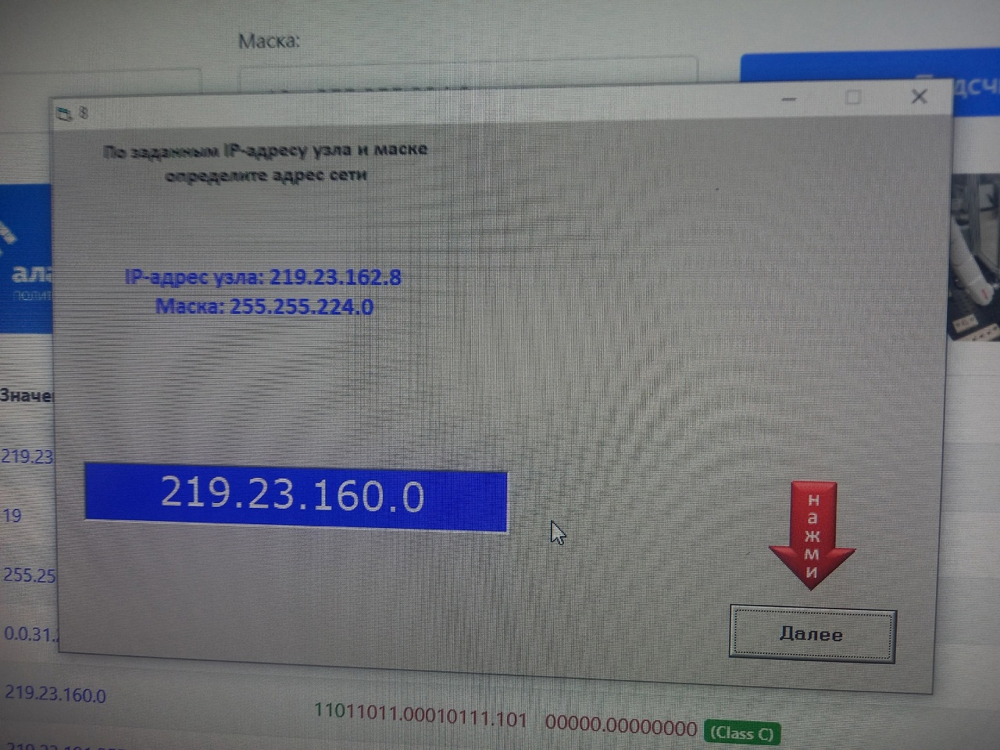 Маска:
По заданным IP-адресу узла и маске
определите адрес сети
IP-адрес узла: 219.23.162.8
Маска: 255.255.224.0
Значе
219.23
219.23.160.0
19
н
а
ж
м
и
255.25
0.0.31.
Далее
219.23.160.0
11011011.00010111.101 00000.00000000 (Class C)